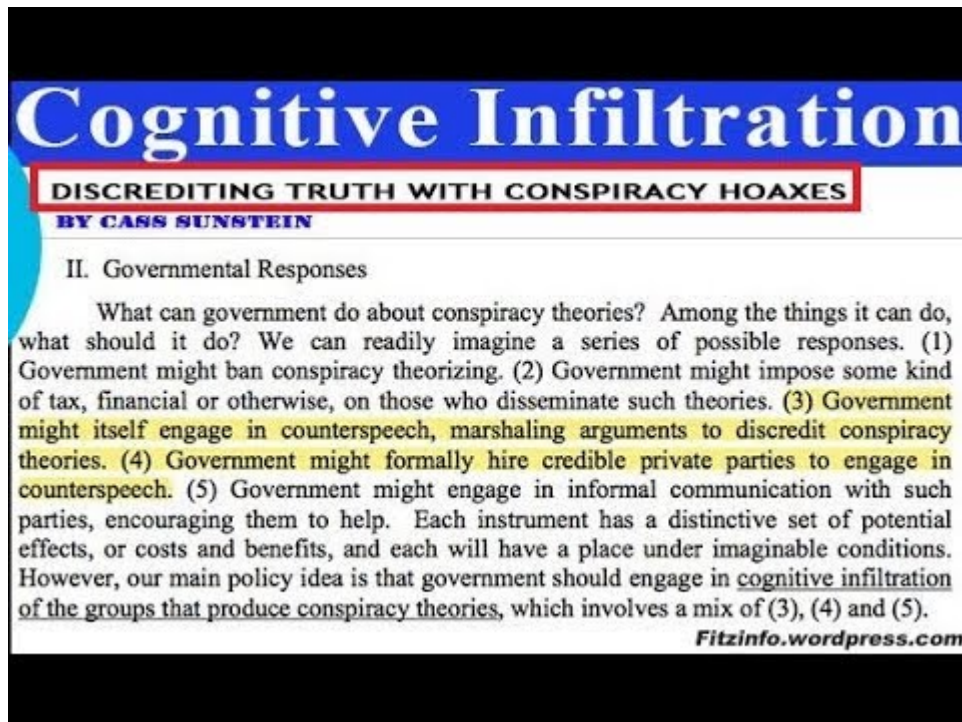 Cognitive Infiltration
DISCREDITING TRUTH WITH CONSPIRACY HOAXES
BY CASS SUNSTEIN
II. Governmental Responses
What can government do about conspiracy theories? Among the things it can do,
what should it do? We can readily imagine a series of possible responses. (1)
Government might ban conspiracy theorizing. (2) Government might impose some kind
of tax, financial or otherwise, on those who disseminate such theories. (3) Government
might itself engage in counterspeech, marshaling arguments to discredit conspiracy
theories. (4) Government might formally hire credible private parties to engage in
counterspeech. (5) Government might engage in informal communication with such
parties, encouraging them to help. Each instrument has a distinctive set of potential
effects, or costs and benefits, and each will have a place under imaginable conditions.
However, our main policy idea is that government should engage in cognitive infiltration
of the groups that produce conspiracy theories, which involves a mix of (3), (4) and (5).
Fitzinfo.wordpress.com